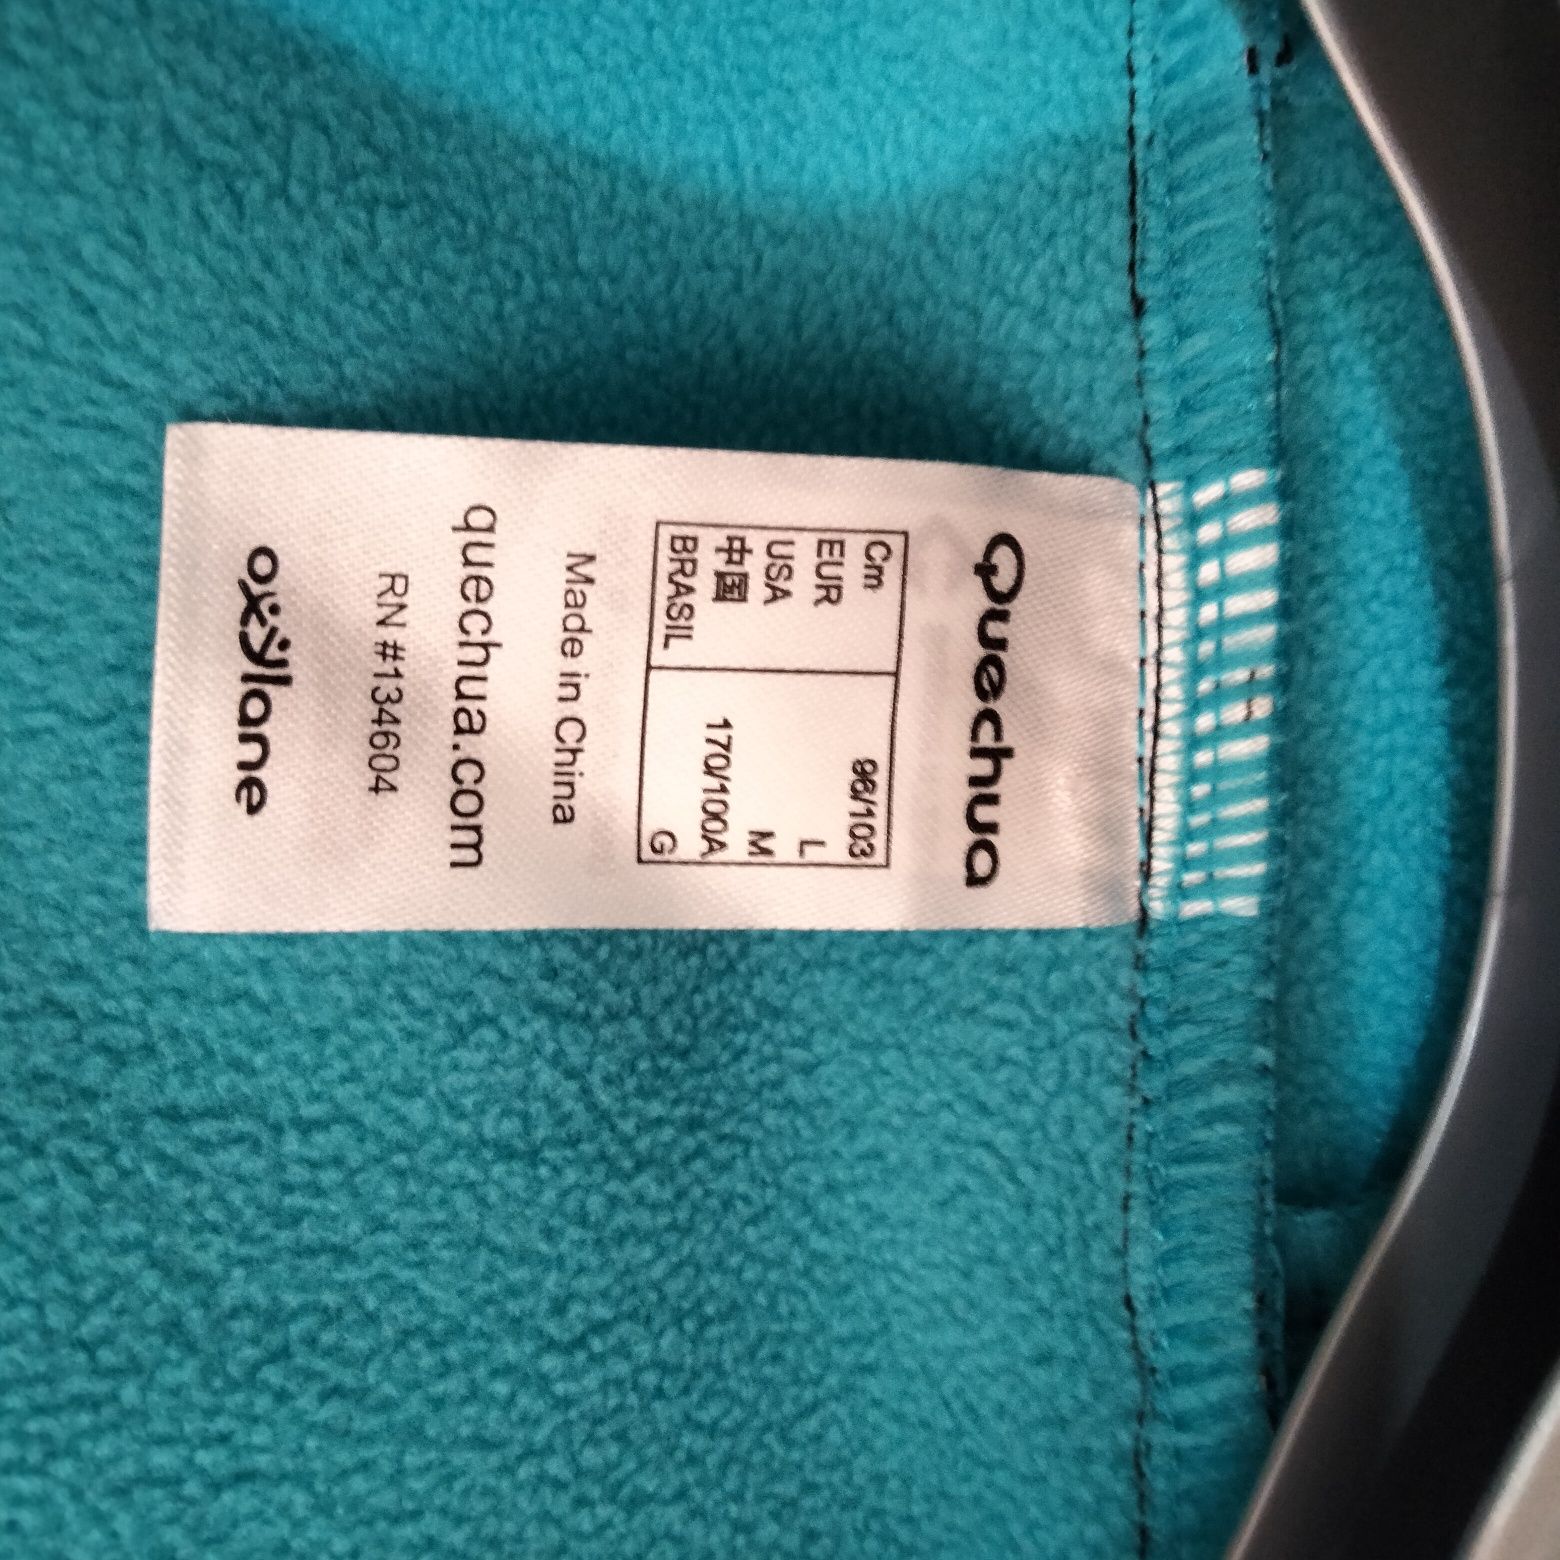 Quechua
Cm 96/103
EUR L
USA M
中国 170/100A
BRASIL G
Made in China
quechua.com
RN #134604
oxylane